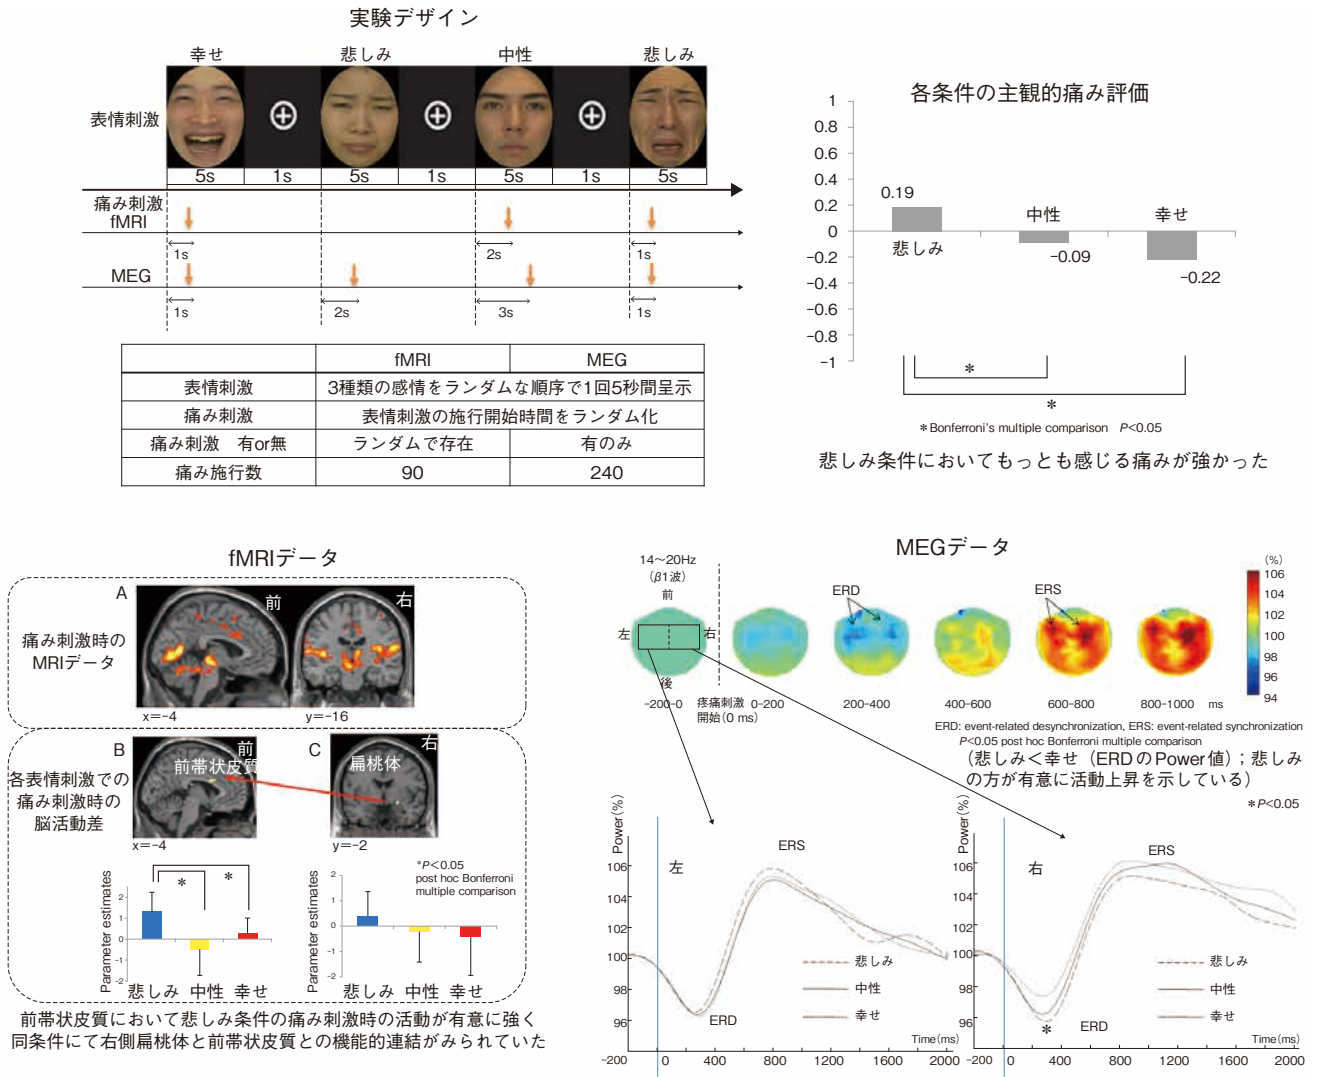 実験デザイン
幸せ 悲しみ 中性 悲しみ
表情刺激
5s 1s 5s 1s 5s 1s 5s
痛み刺激
fMRI
1s 2s 1s
MEG
1s 2s 3s 1s
fMRI MEG
表情刺激 3種類の感情をランダムな順序で1回5秒間呈示
痛み刺激 表情刺激の施行開始時間をランダム化
痛み刺激 有or無 ランダムで存在 有のみ
痛み施行数 90 240
各条件の主観的痛み評価
1
0.8
0.6
0.4
0.2
0
−0.2
−0.4
−0.6
−0.8
−1
0.19
悲しみ
中性
−0.09
幸せ
−0.22
*
*
*Bonferroni's multiple comparison P<0.05
悲しみ条件においてもっとも感じる痛みが強かった
fMRIデータ
A
前
右
痛み刺激時の
MRIデータ
x=−4 y=−16
B
前
前帯状皮質
C
右
扁桃体
各表情刺激での
痛み刺激時の
脳活動差
x=−4 y=−2
*P<0.05
post hoc Bonferroni
multiple comparison
Parameter estimates
2
1
0
−1
−2
* *
悲しみ 中性 幸せ
Parameter estimates
2
1
0
−1
−2
悲しみ 中性 幸せ
前帯状皮質において悲しみ条件の痛み刺激時の活動が有意に強く
同条件にて右側扁桃体と前帯状皮質との機能的連結がみられていた
MEGデータ
14〜20Hz
(β1波)
前
左 右
後
ERD
ERS
(%)
106
104
102
100
98
96
94
−200-0 疼痛刺激 0-200 200-400 400-600 600-800 800-1000 ms
開始(0 ms)
ERD: event-related desynchronization, ERS: event-related synchronization
P<0.05 post hoc Bonferroni multiple comparison
(悲しみ<幸せ(ERDのPower値);悲しみ
の方が有意に活動上昇を示している)
*P<0.05
Power(%)
106
104
102
100
98
96
左
ERS
ERD
悲しみ
中性
幸せ
Time(ms)
−200 0 400 800 1200 1600 2000
Power(%)
106
104
102
100
98
96
右
ERS
*
ERD
悲しみ
中性
幸せ
Time(ms)
−200 0 400 800 1200 1600 2000